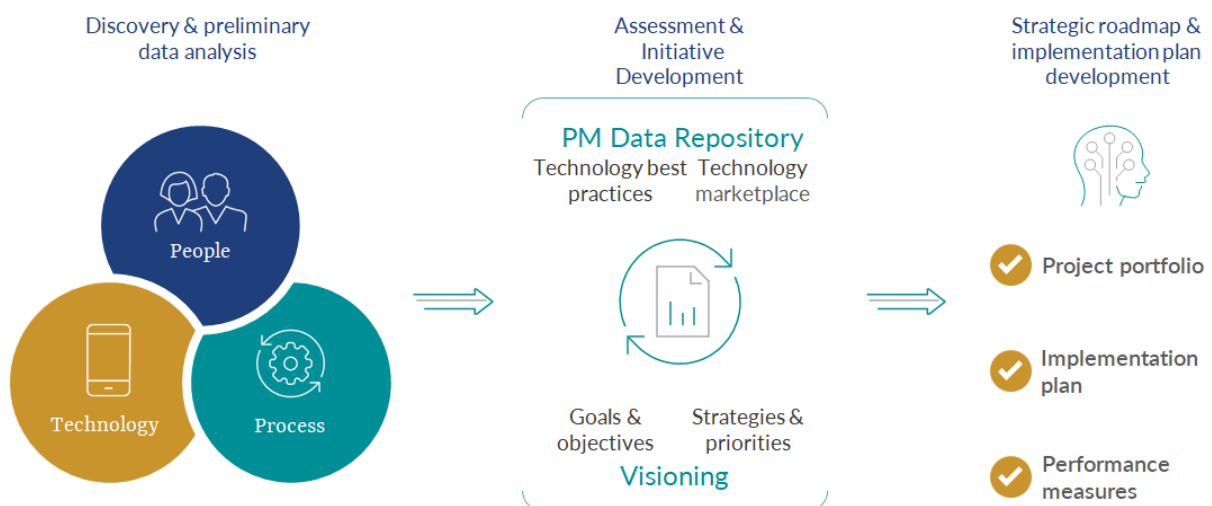 Discovery & preliminary
data analysis
People
Technology
Process
Assessment &
Initiative
Development
PM Data Repository
Technology best
practices
Technology
marketplace
Goals &
objectives
Strategies &
priorities
Visioning
Strategic roadmap &
implementation plan
development
Project portfolio
Implementation
plan
Performance
measures